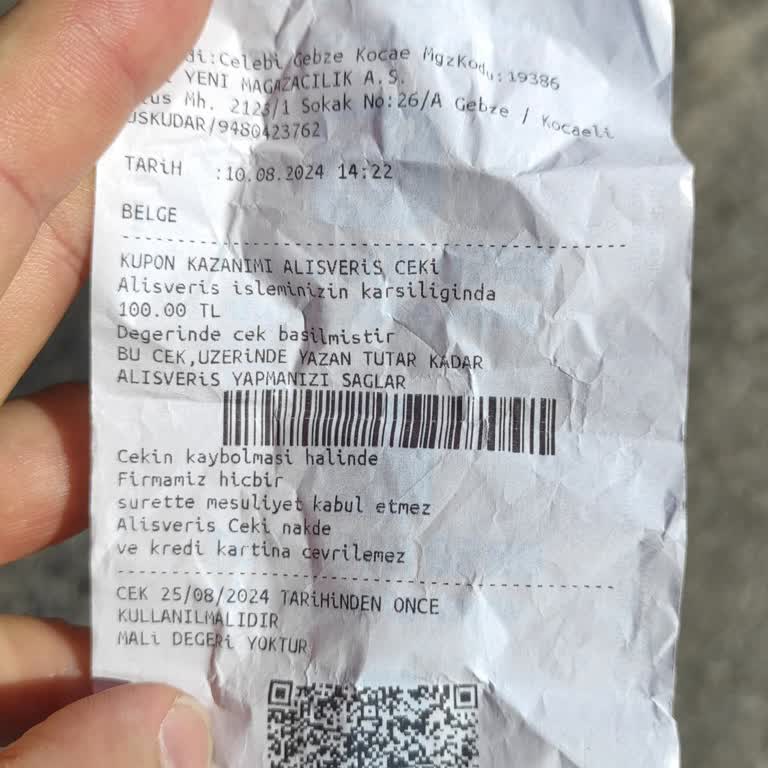 di:Celebi Gebze Kocae MgzKodu:19386
YENI MAGAZACILIK A.S.
Mh. 2126/1 Sokak No:26/A Gebze / Kocaeli
USKUDAR/9480423762
TARiH :10.08.2024 14:22
BELGE
KUPON KAZANIMI ALISVERiS CEKi
Alisveris isleminizin karsiliginda
100.00 TL
Degerinde cek basilmistir
BU CEK,UZERiNDE YAZAN TUTAR KADAR
ALISVERiS YAPMANIZI SAGLAR
Cekin kaybolmasi halinde
Firmamiz hicbir
surette mesuliyet kabul etmez
Alisveris Ceki nakde
ve kredi kartina cevrilemez
CEK 25/08/2024 TARiHiNDEN ONCE
KULLANILMALIDIR
MALi DEGERi YOKTUR